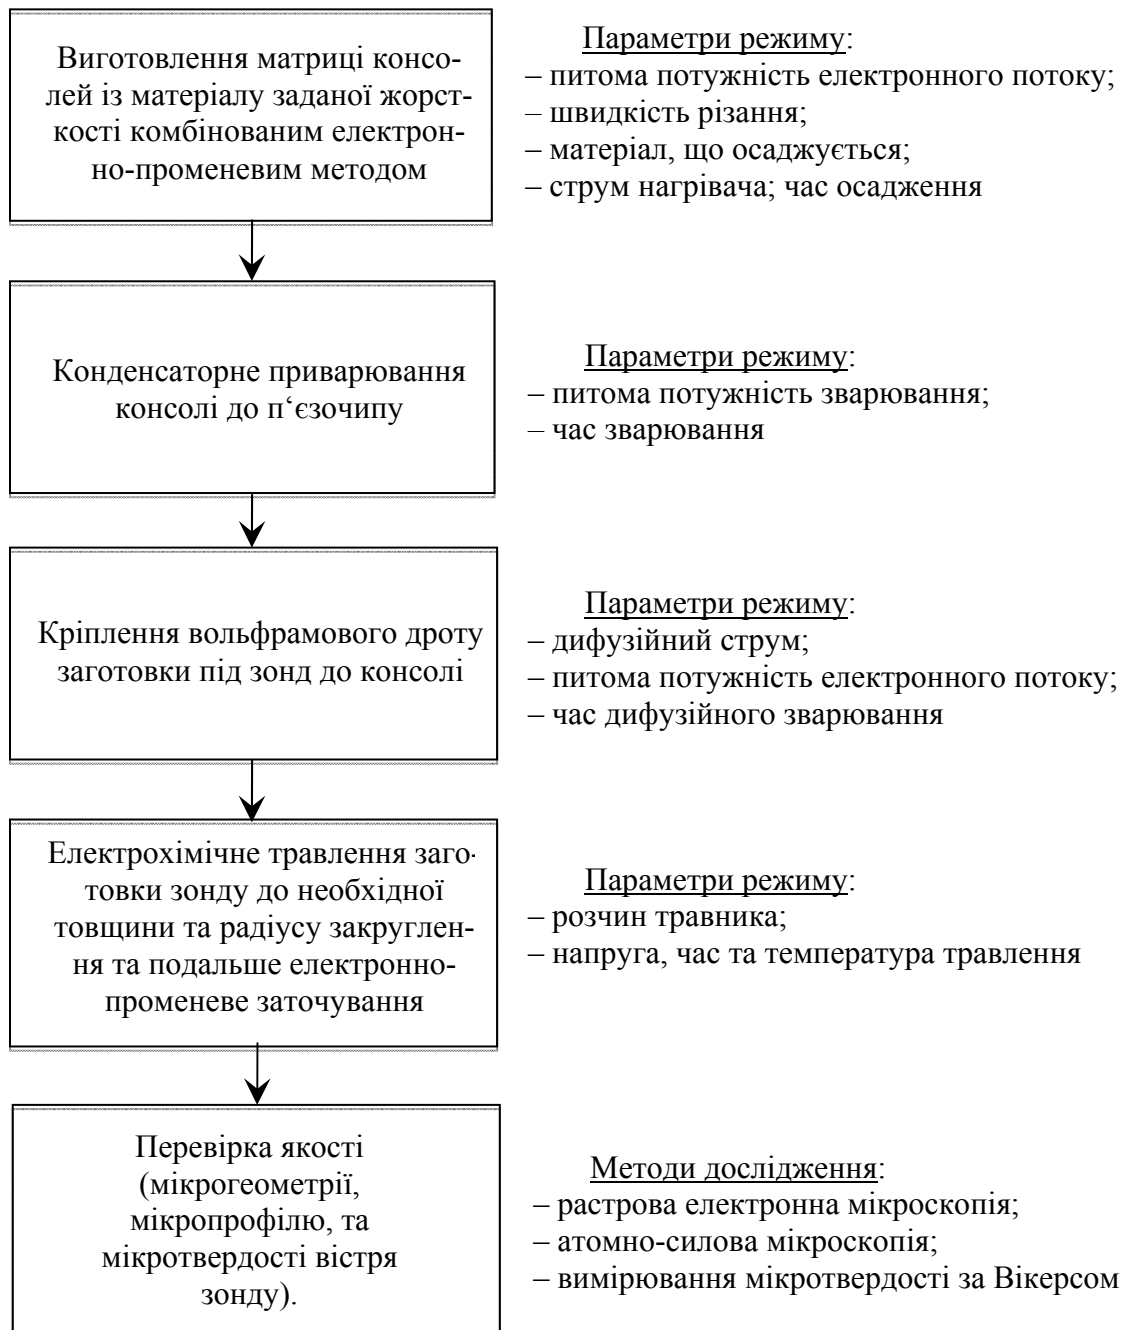 Виготовлення матриці консо-
лей із матеріалу заданої жорст-
кості комбінованим електрон-
но-променевим методом
Параметри режиму:
– питома потужність електронного потоку;
– швидкість різання;
– матеріал, що осаджується;
– струм нагрівача; час осадження
Конденсаторне приварювання
консолі до п‘єзочипу
Параметри режиму:
– питома потужність зварювання;
– час зварювання
Кріплення вольфрамового дроту
заготовки під зонд до консолі
Параметри режиму:
– дифузійний струм;
– питома потужність електронного потоку;
– час дифузійного зварювання
Електрохімічне травлення заго-
товки зонду до необхідної
товщини та радіусу закруглен-
ня та подальше електронно-
променеве заточування
Параметри режиму:
– розчин травника;
– напруга, час та температура травлення
Перевірка якості
(мікрогеометрії,
мікропрофілю, та
мікротвердості вістря
зонду).
Методи дослідження:
– растрова електронна мікроскопія;
– атомно-силова мікроскопія;
– вимірювання мікротвердості за Вікерсом